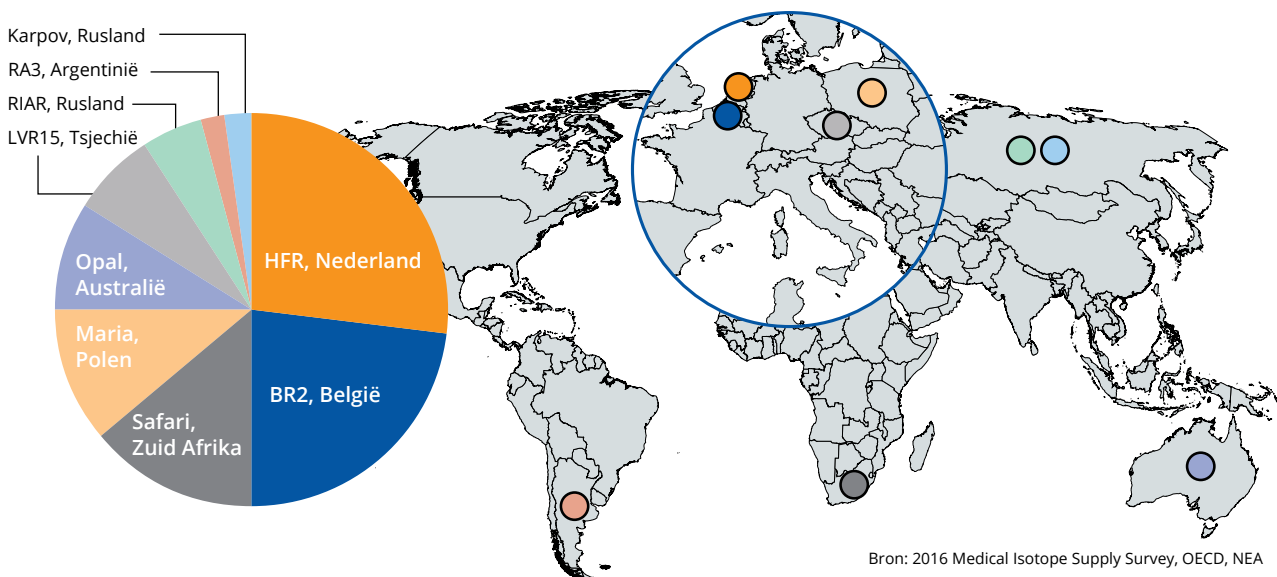 Karpov, Rusland
RA3, Argentinië
RIAR, Rusland
LVR15, Tsjechië
Opal,
Australië
HFR, Nederland
Maria,
Polen
BR2, België
Safari,
Zuid Afrika
Bron: 2016 Medical Isotope Supply Survey, OECD, NEA